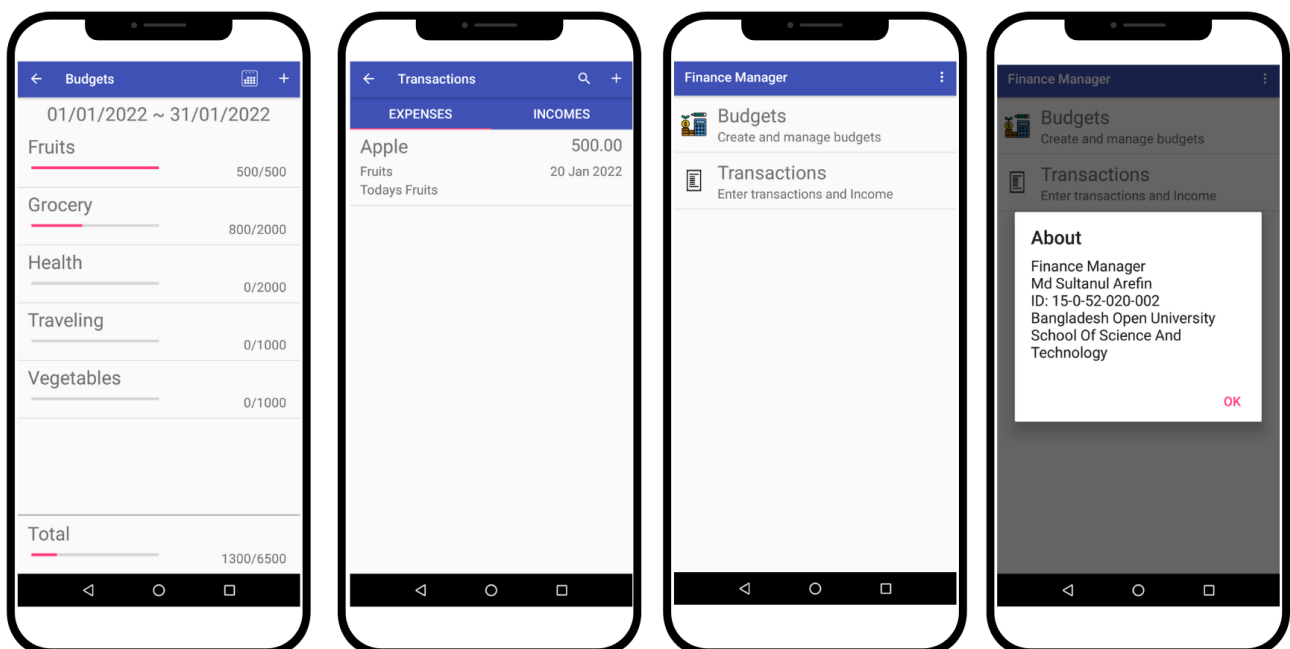 Budgets
01/01/2022 ~ 31/01/2022
Fruits
500/500
Grocery
800/2000
Health
0/2000
Traveling
0/1000
Vegetables
0/1000
Total
1300/6500
Transactions
EXPENSES INCOMES
Apple 500.00
Fruits 20 Jan 2022
Todays Fruits
Finance Manager
Budgets
Create and manage budgets
Transactions
Enter transactions and Income
Finance Manager
Budgets
Create and manage budgets
Transactions
Enter transactions and Income
About
Finance Manager
Md Sultanul Arefin
ID: 15-0-52-020-002
Bangladesh Open University
School Of Science And
Technology
OK